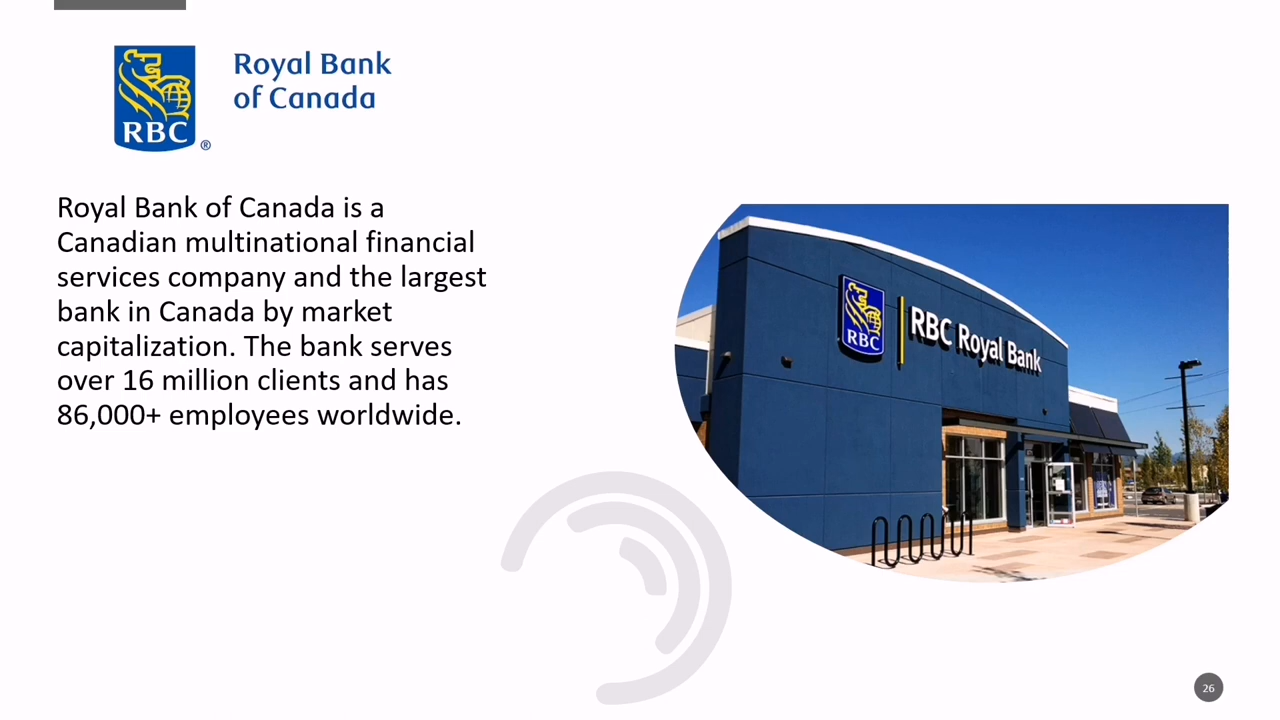 Royal Bank
of Canada
RBC
®
Royal Bank of Canada is a
Canadian multinational financial
services company and the largest
bank in Canada by market
capitalization. The bank serves
over 16 million clients and has
86,000+ employees worldwide.
RBC
RBC Royal Bank
26